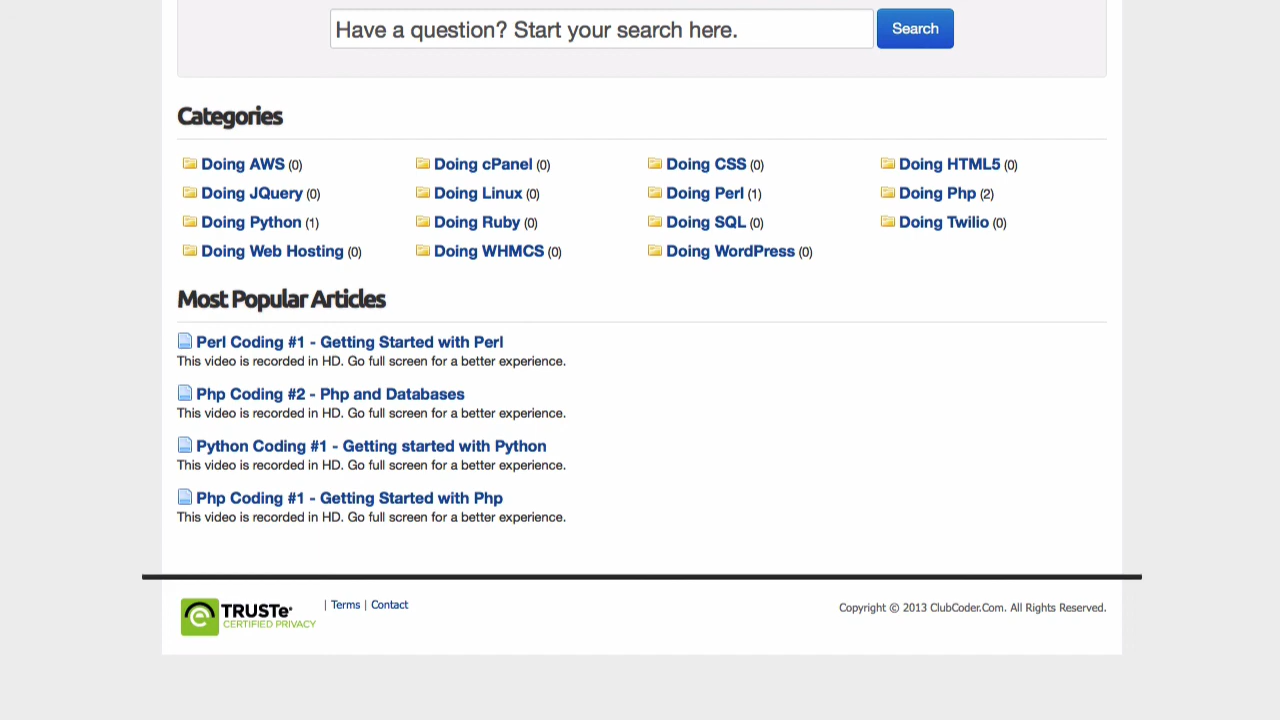 Have a question? Start your search here. Search
Categories
Doing AWS (0) Doing cPanel (0) Doing CSS (0) Doing HTML5 (0)
Doing JQuery (0) Doing Linux (0) Doing Perl (1) Doing Php (2)
Doing Python (1) Doing Ruby (0) Doing SQL (0) Doing Twilio (0)
Doing Web Hosting (0) Doing WHMCS (0) Doing WordPress (0)
Most Popular Articles
Perl Coding #1 - Getting Started with Perl
This video is recorded in HD. Go full screen for a better experience.
Php Coding #2 - Php and Databases
This video is recorded in HD. Go full screen for a better experience.
Python Coding #1 - Getting started with Python
This video is recorded in HD. Go full screen for a better experience.
Php Coding #1 - Getting Started with Php
This video is recorded in HD. Go full screen for a better experience.
TRUSTe | Terms | Contact Copyright © 2013 ClubCoder.Com. All Rights Reserved.
CERTIFIED PRIVACY